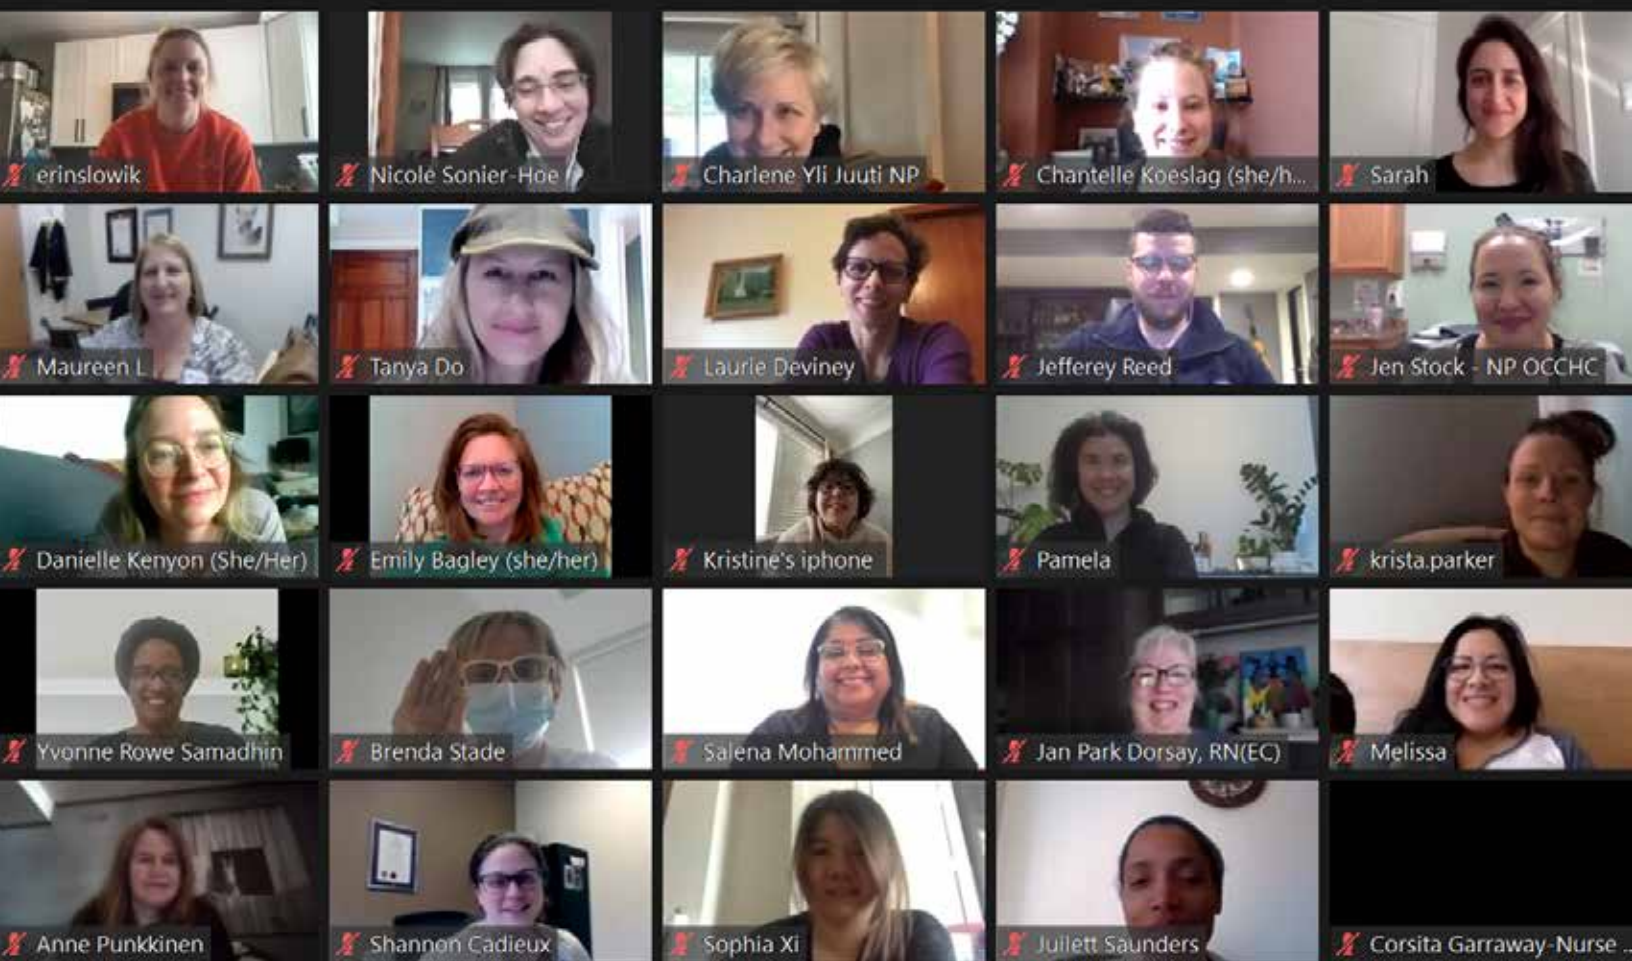 erinslowik
Nicole Sonier-Hoe
Charlene Yli Juuti NP
Chantelle Koeslag (she/h...
Sarah
Maureen L
Tanya Do
Laurie Deviney
Jefferey Reed
Jen Stock - NP OCCHC
Danielle Kenyon (She/Her)
Emily Bagley (she/her)
Kristine's iphone
Pamela
krista.parker
Yvonne Rowe Samadhin
Brenda Stade
Salena Mohammed
Jan Park Dorsay, RN(EC)
Melissa
Anne Punkkinen
Shannon Cadieux
Sophia Xi
Juliett Saunders
Corsita Garraway-Nurse ..